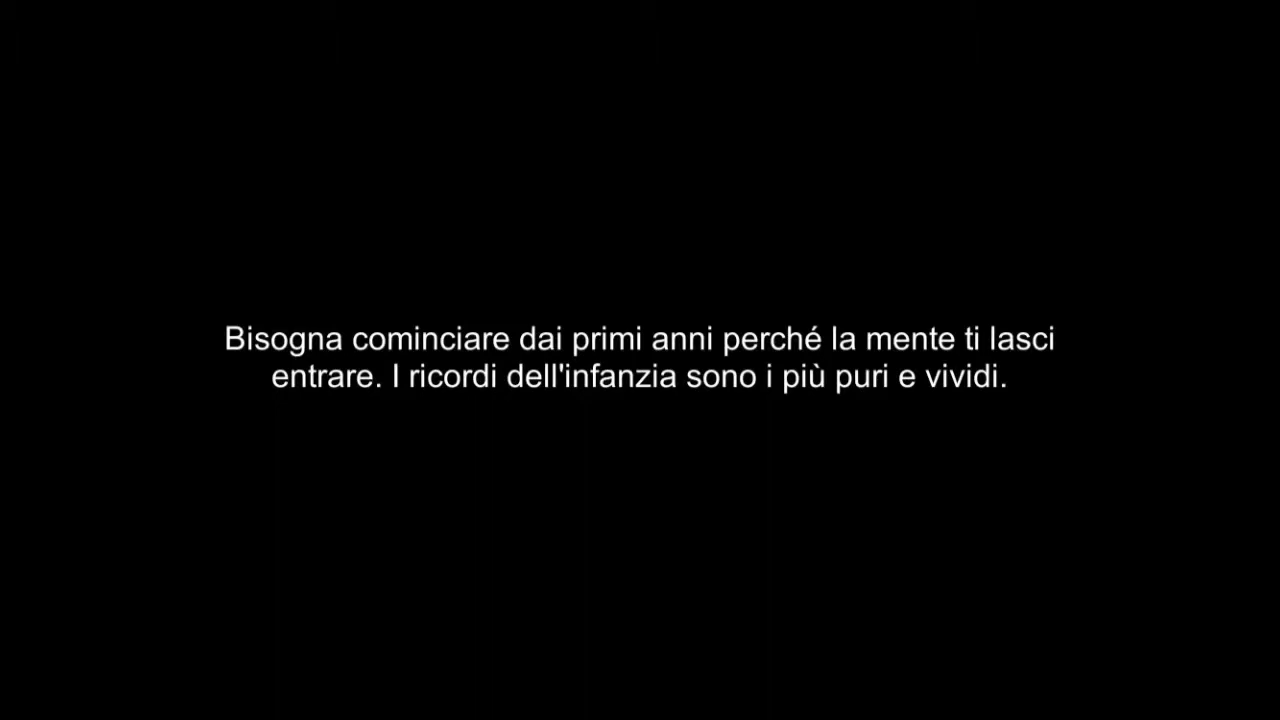 Bisogna cominciare dai primi anni perché la mente ti lasci
entrare. I ricordi dell'infanzia sono i più puri e vividi.